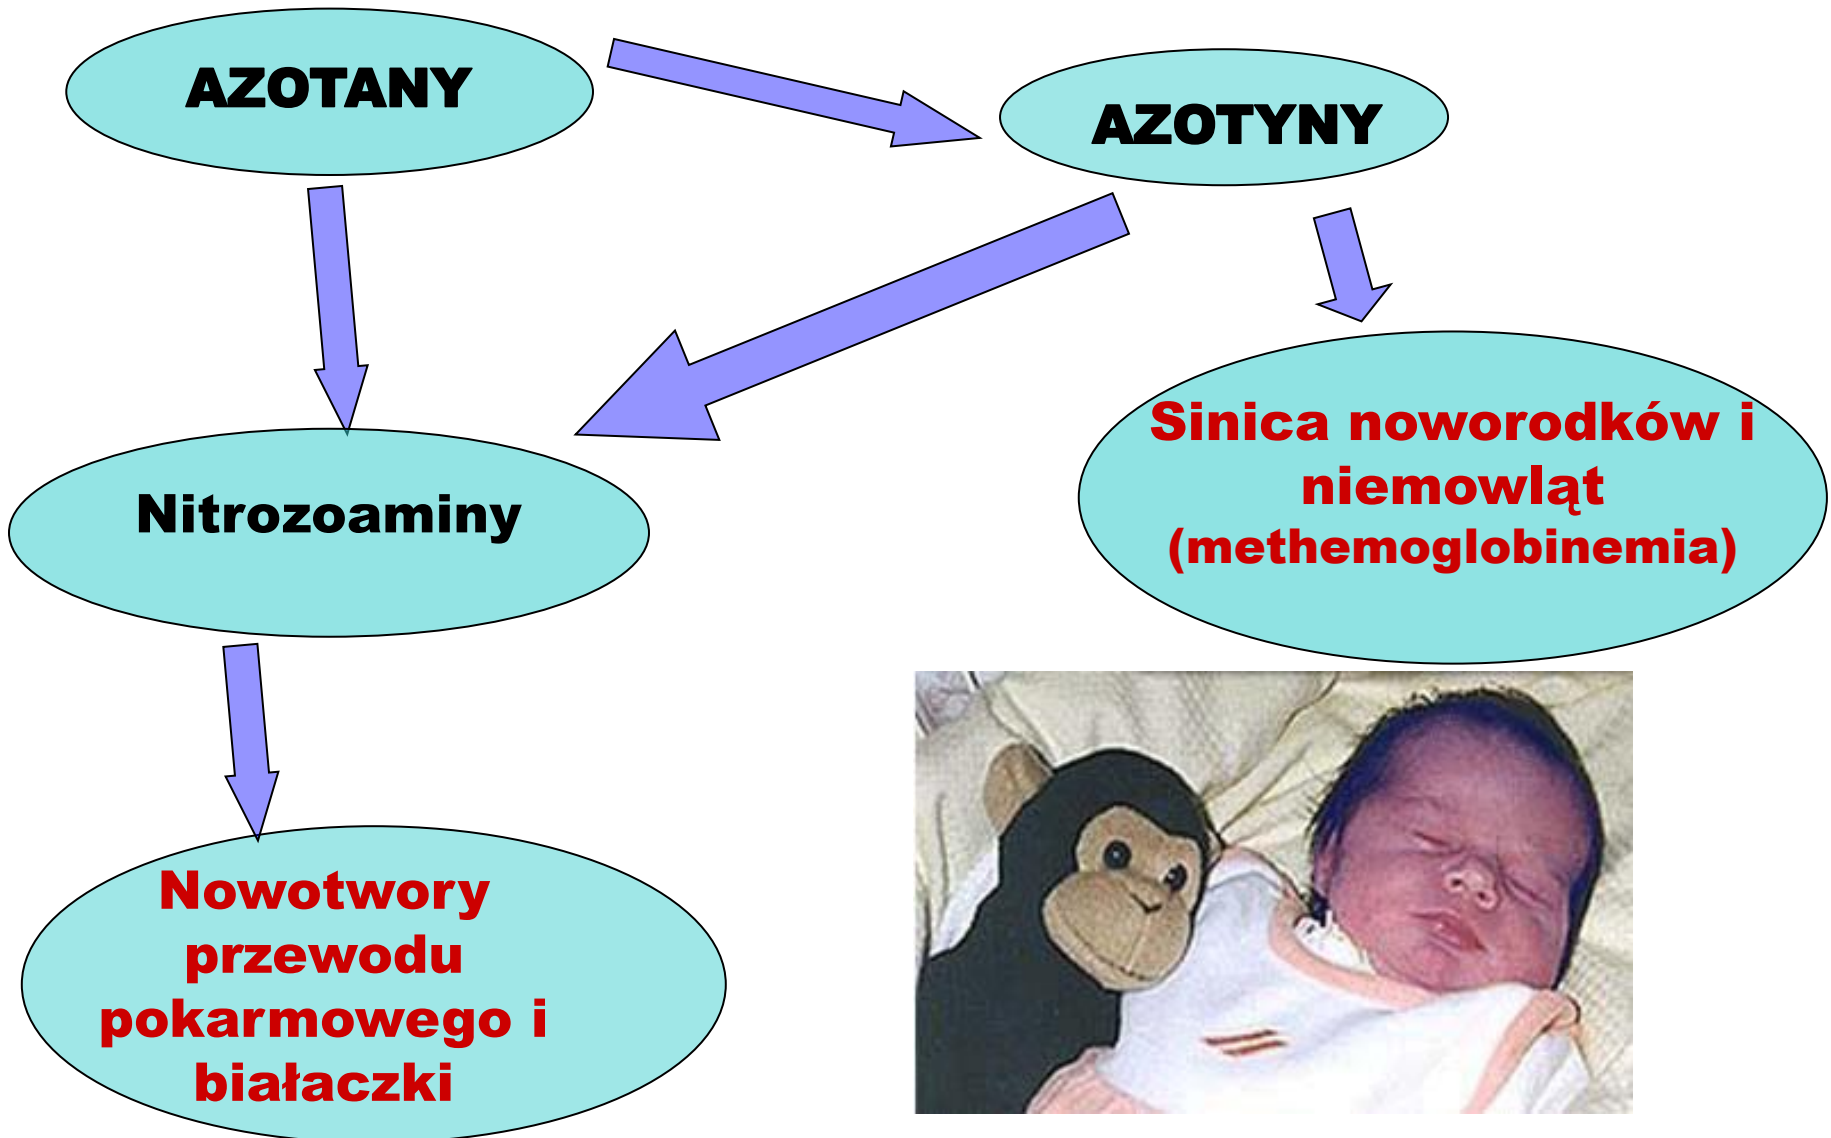 AZOTANY
AZOTYNY
Nitrozoaminy
Sinica noworodków i
niemowląt
(methemoglobinemia)
Nowotwory
przewodu
pokarmowego i
białaczki